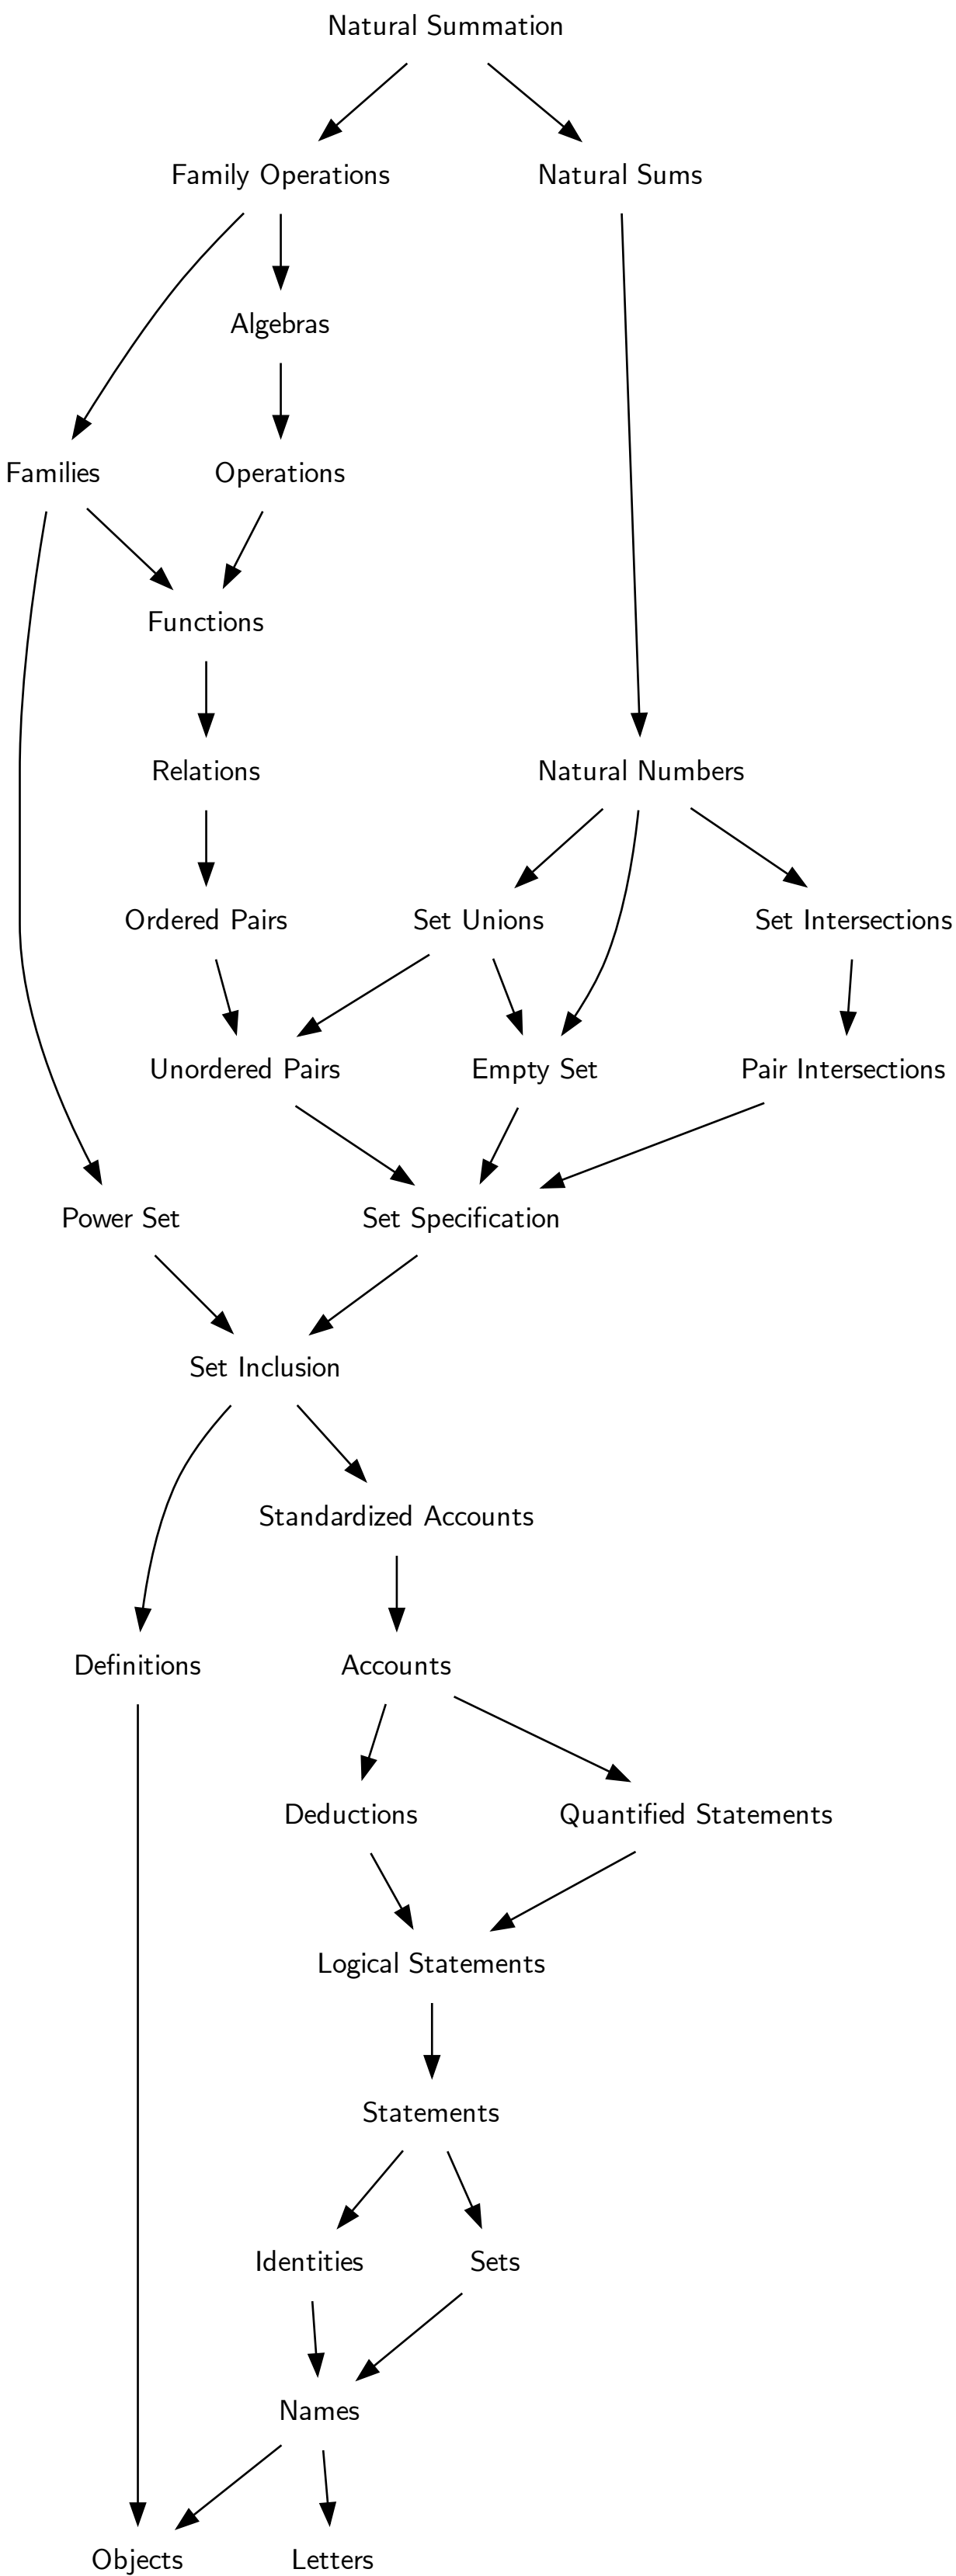 Natural Summation
Family Operations
Natural Sums
Algebras
Families
Operations
Functions
Relations
Natural Numbers
Ordered Pairs
Set Unions
Set Intersections
Unordered Pairs
Empty Set
Pair Intersections
Power Set
Set Specification
Set Inclusion
Standardized Accounts
Definitions
Accounts
Deductions
Quantified Statements
Logical Statements
Statements
Identities
Sets
Names
Objects
Letters